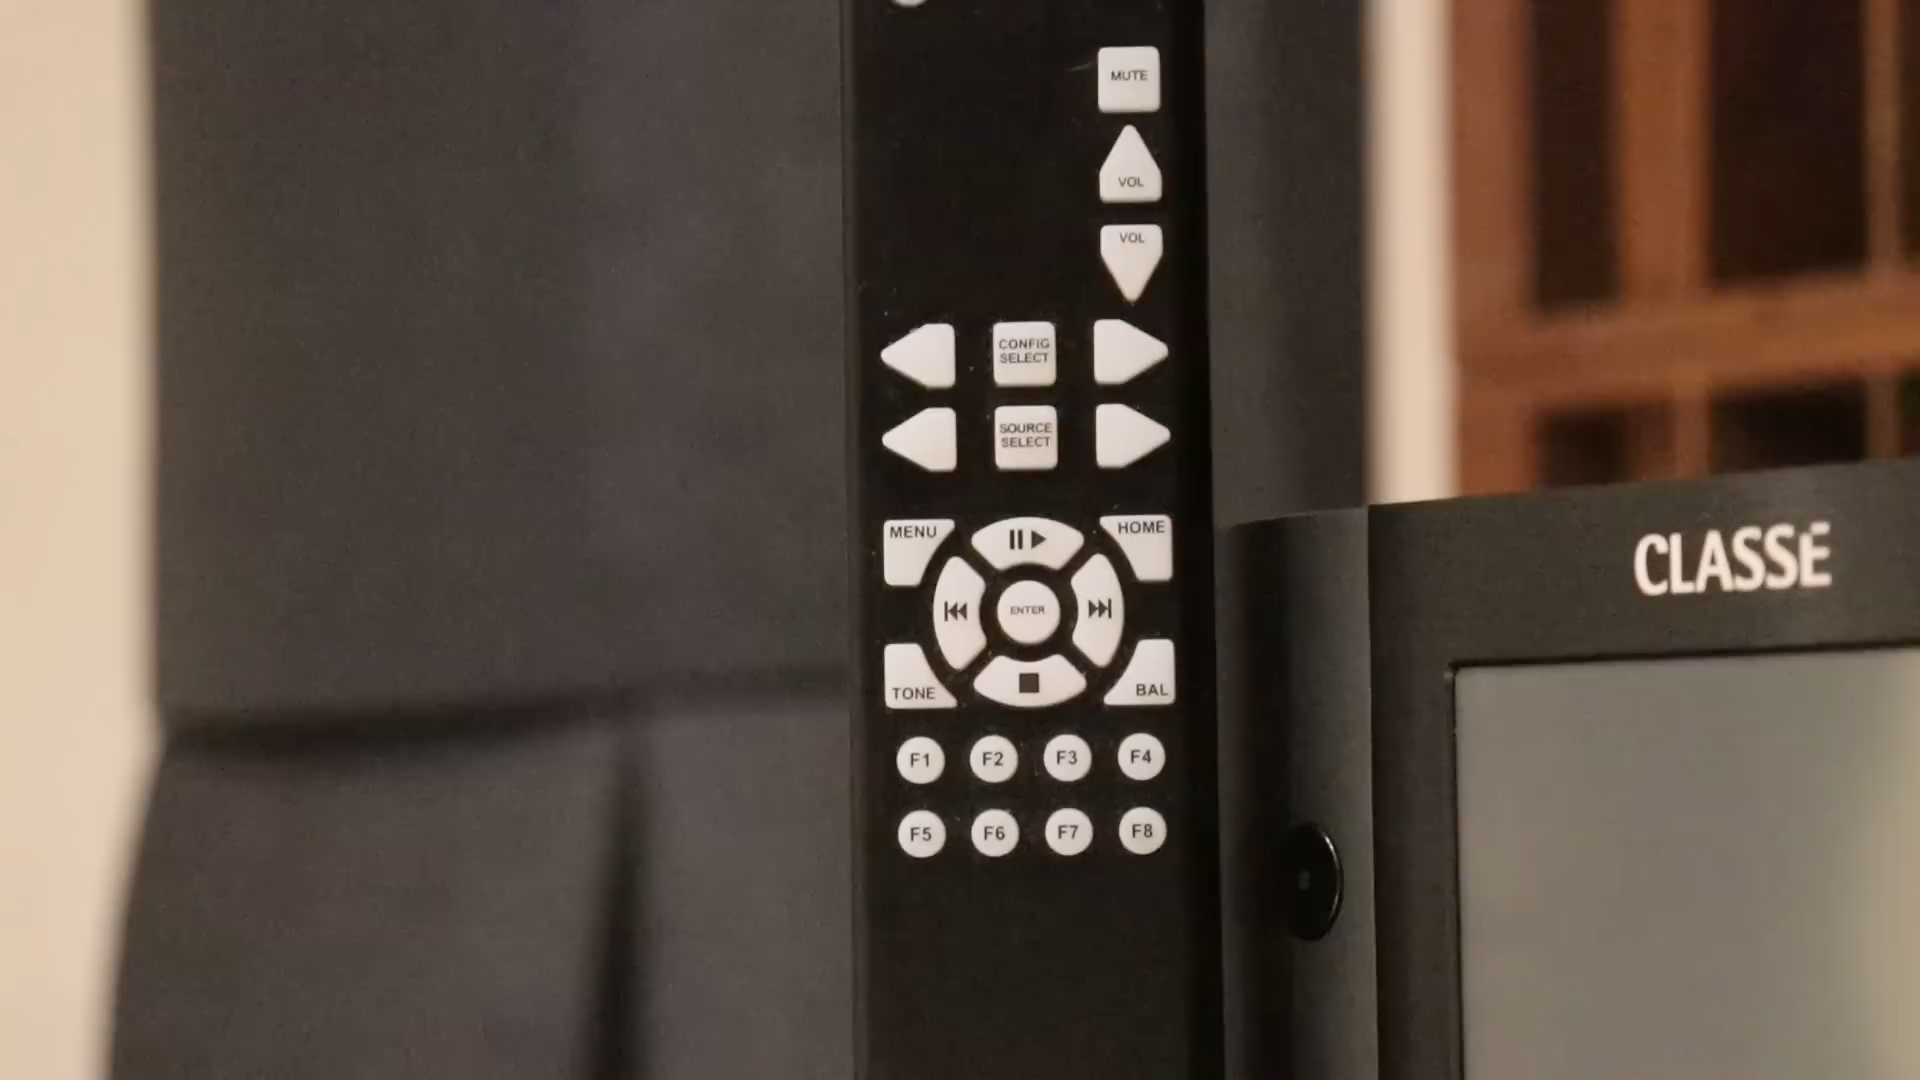 MUTE
VOL
VOL
CONFIG
SELECT
SOURCE
SELECT
MENU
HOME
ENTER
TONE
BAL
F1 F2 F3 F4
F5 F6 F7 F8
CLASSÉ